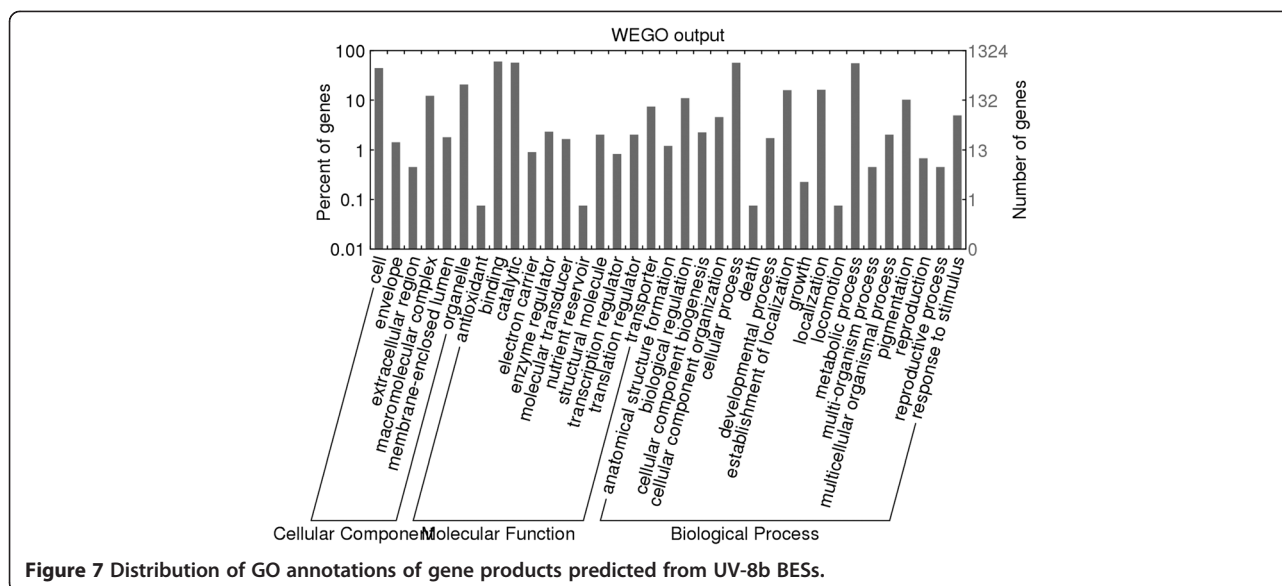 WEGO output
100
10
1
0.1
0.01
Percent of genes
1324
132
13
1
0
Number of genes
cell
envelope
extracellular region
macromolecular complex
membrane-enclosed lumen
organelle
antioxidant
binding
catalytic
electron carrier
enzyme regulator
molecular transducer
nutrient reservoir
structural molecule
transcription regulator
translation regulator
transporter
anatomical structure formation
biological regulation
cellular component biogenesis
cellular component organization
cellular process
death
developmental process
establishment of localization
growth
localization
locomotion
metabolic process
multi-organism process
multicellular organismal process
pigmentation
reproduction
reproductive process
response to stimulus
Cellular Component
Molecular Function
Biological Process
Figure 7 Distribution of GO annotations of gene products predicted from UV-8b BESs.